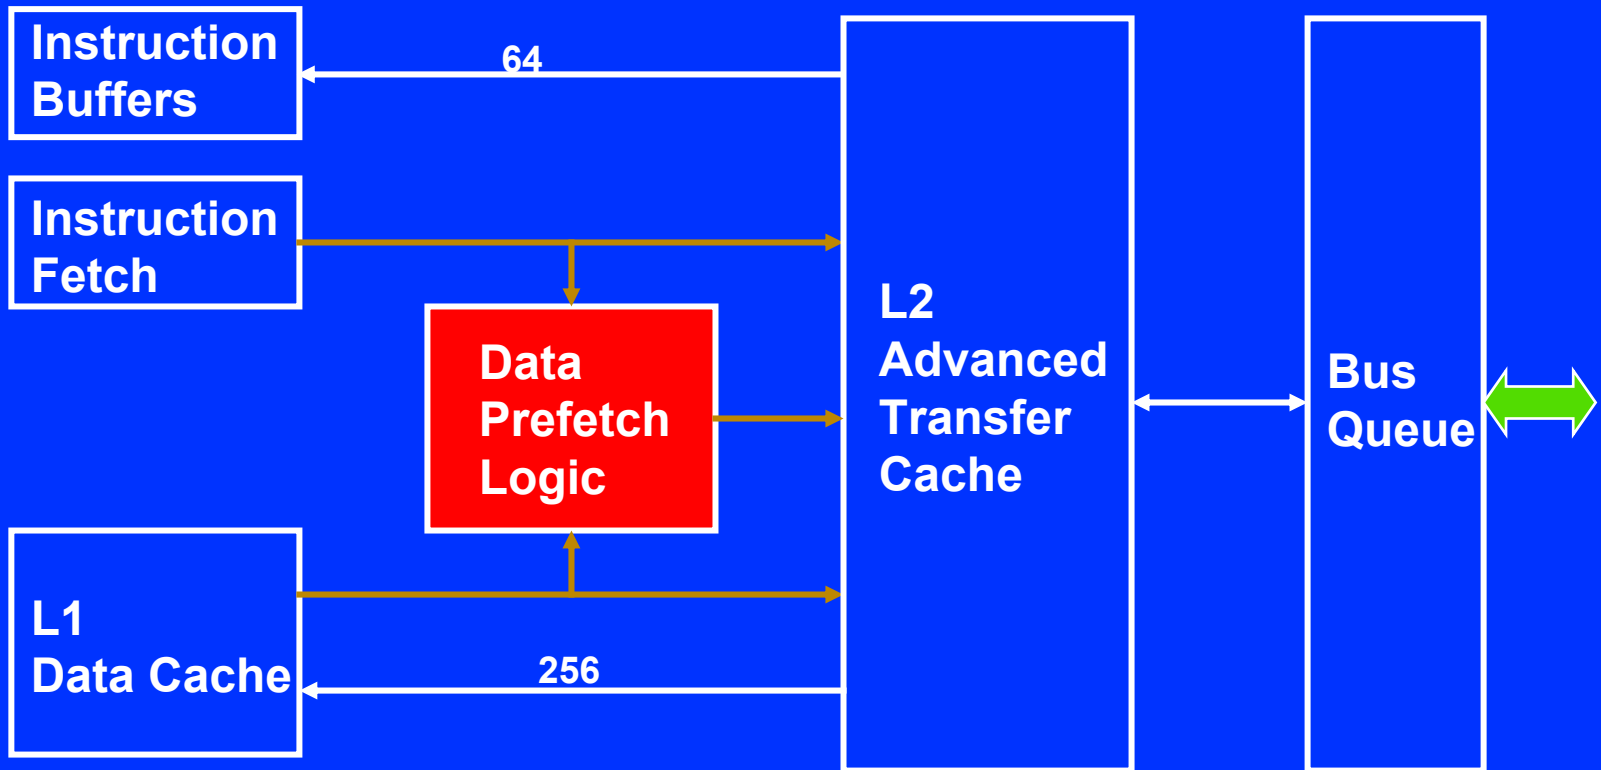 Instruction
Buffers
64
Instruction
Fetch
Data
Prefetch
Logic
L2
Advanced
Transfer
Cache
Bus
Queue
L1
Data Cache
256